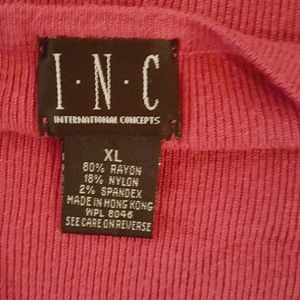 I·N·C
INTERNATIONAL CONCEPTS
XL
80% RAYON
18% NYLON
2% SPANDEX
MADE IN HONG KONG
WPL 8046
SEE CARE ON REVERSE